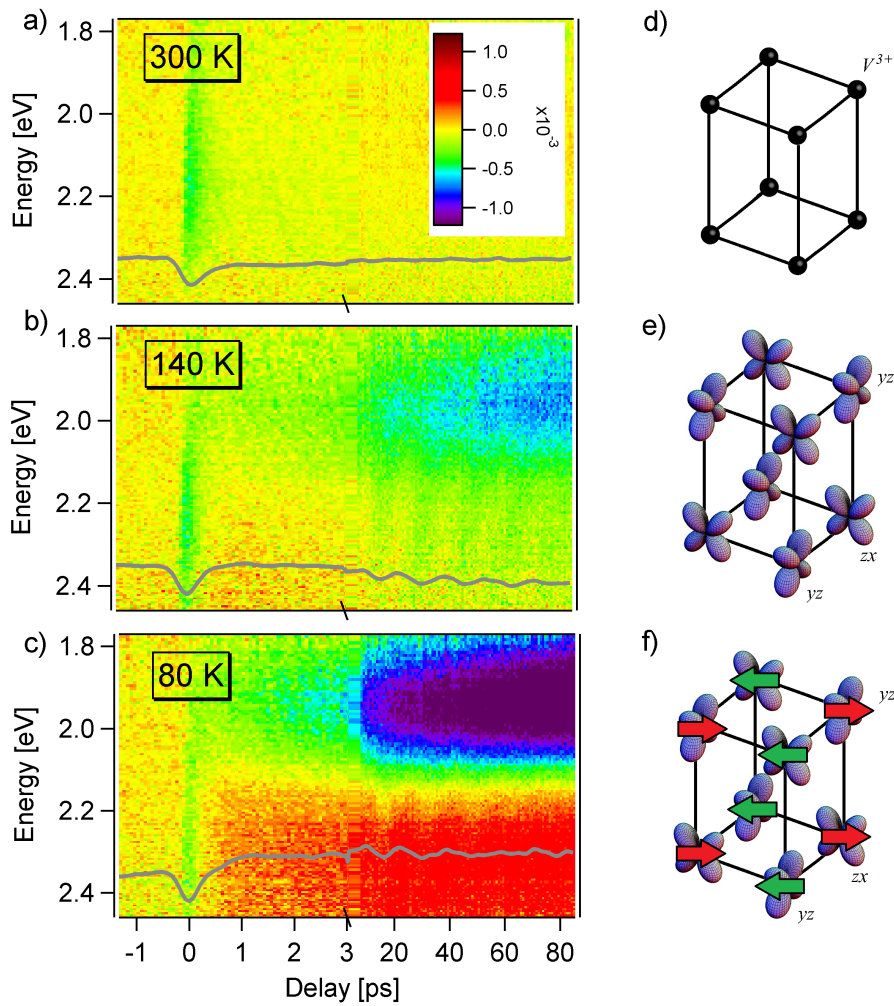 a)
300 K
Energy [eV]
1.8
2.0
2.2
2.4
1.0
0.5
0.0
-0.5
-1.0
x10⁻³
b)
140 K
Energy [eV]
1.8
2.0
2.2
2.4
c)
80 K
Energy [eV]
1.8
2.0
2.2
2.4
-1 0 1 2 3 20 40 60 80
Delay [ps]
d)
V³⁺
e)
yz
zx
yz
f)
yz
zx
yz